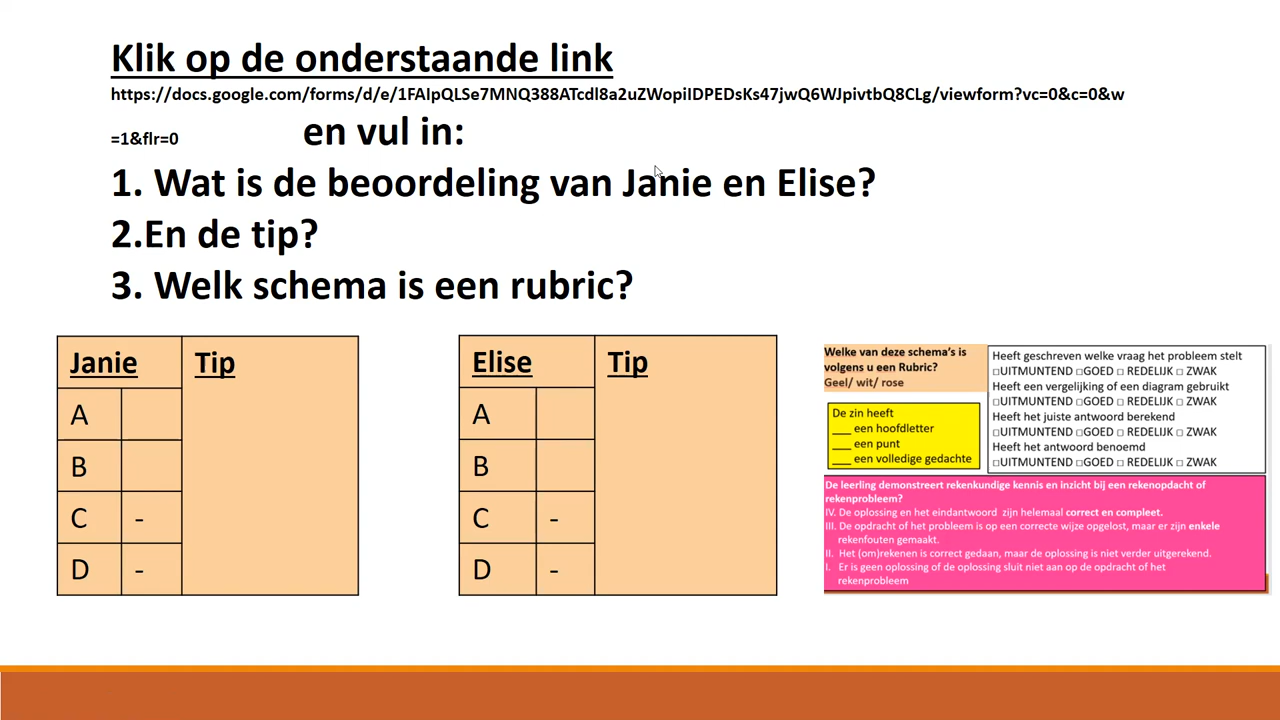 Klik op de onderstaande link
https://docs.google.com/forms/d/e/1FAIpQLSe7MNQ388ATcdl8a2uZWopiIDPEDsKs47jwQ6WJpivtbQ8CLg/viewform?vc=0&c=0&w
=1&flr=0 en vul in:
1. Wat is de beoordeling van Janie en Elise?
2.En de tip?
3. Welk schema is een rubric?
Janie Tip
A
B
C -
D -
Elise Tip
A
B
C -
D -
Welke van deze schema's is
volgens u een Rubric?
Geel/ wit/ rose
De zin heeft
___ een hoofdletter
___ een punt
___ een volledige gedachte
Heeft geschreven welke vraag het probleem stelt
□UITMUNTEND □GOED □ REDELIJK □ ZWAK
Heeft een vergelijking of een diagram gebruikt
□UITMUNTEND □GOED □ REDELIJK □ ZWAK
Heeft het juiste antwoord berekend
□UITMUNTEND □GOED □ REDELIJK □ ZWAK
Heeft het antwoord benoemd
□UITMUNTEND □GOED □ REDELIJK □ ZWAK
De leerling demonstreert rekenkundige kennis en inzicht bij een rekenopdacht of
rekenprobleem?
IV. De oplossing en het eindantwoord zijn helemaal correct en compleet.
III. De opdracht of het probleem is op een correcte wijze opgelost, maar er zijn enkele
rekenfouten gemaakt.
II. Het (om)rekenen is correct gedaan, maar de oplossing is niet verder uitgerekend.
I. Er is geen oplossing of de oplossing sluit niet aan op de opdracht of het
rekenprobleem